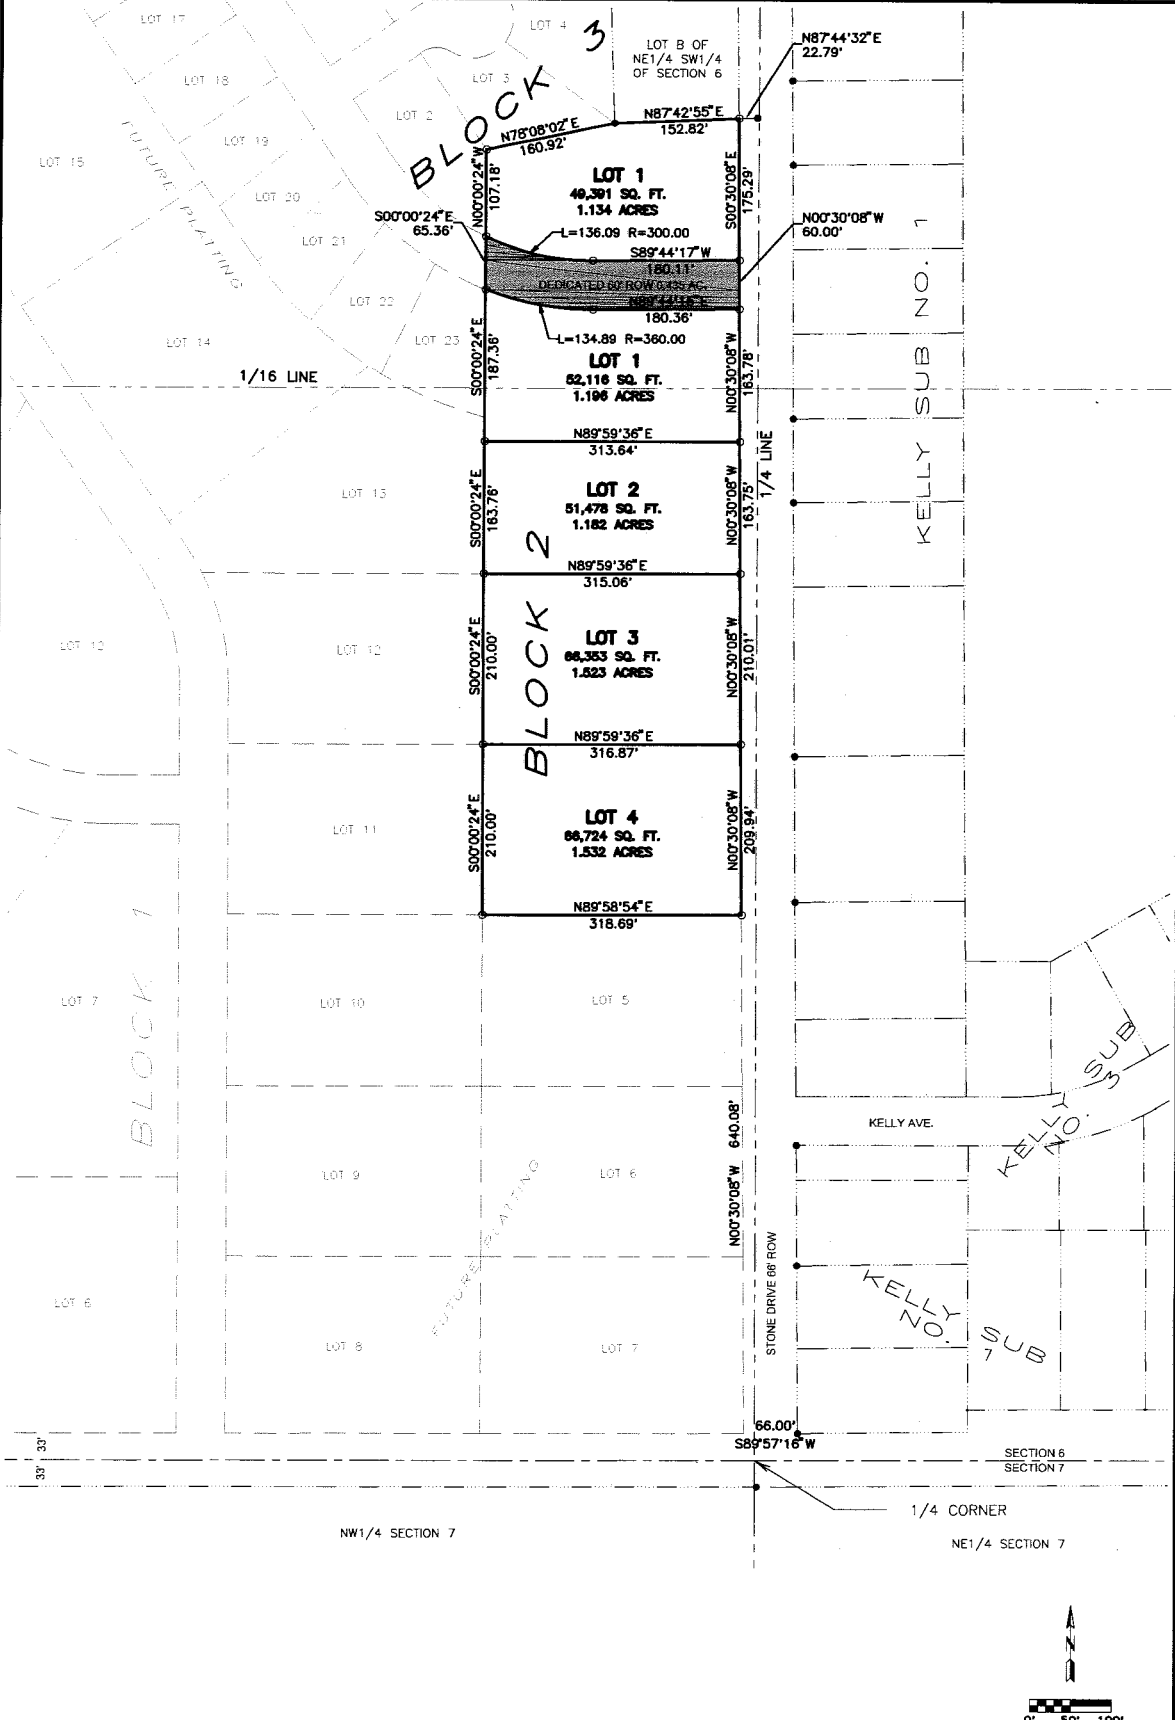 LOT 17
LOT 4
3
LOT B OF
NE1/4 SW1/4
OF SECTION 6
N87°44'32"E
22.79'
LOT 18
LOT 3
BLOCK
LOT 2
N87°42'55"E
152.82'
N78°08'02"E
160.92'
FUTURE PLATTING
LOT 19
LOT 15
LOT 20
N00°00'24"W
107.18'
LOT 1
49,391 SQ. FT.
1.134 ACRES
S00°30'08"E
175.29'
S00°00'24"E
65.36'
N00°30'08"W
60.00'
L=136.09 R=300.00
LOT 21
S89°44'17"W
180.11'
DEDICATED 60' ROW 0.435 AC.
180.36'
LOT 22
LOT 14
LOT 23
L=134.89 R=360.00
S00°00'24"E
187.36'
LOT 1
52,116 SQ. FT.
1.196 ACRES
N00°30'08"W
163.78'
1/16 LINE
KELLY SUB NO. 1
1/4 LINE
N89°59'36"E
313.64'
LOT 13
S00°00'24"E
163.76'
LOT 2
51,478 SQ. FT.
1.182 ACRES
N00°30'08"W
163.75'
BLOCK 2
N89°59'36"E
315.06'
LOT 12
LOT 12
S00°00'24"E
210.00'
LOT 3
66,353 SQ. FT.
1.523 ACRES
N00°30'08"W
210.01'
N89°59'36"E
316.87'
LOT 11
S00°00'24"E
210.00'
LOT 4
66,724 SQ. FT.
1.532 ACRES
N00°30'08"W
209.94'
N89°58'54"E
318.69'
BLOCK 1
LOT 7
LOT 10
LOT 5
KELLY SUB
NO. 3
KELLY AVE.
N00°30'08"W 640.08'
LOT 9
LOT 6
FUTURE PLATTING
STONE DRIVE 66' ROW
LOT 6
KELLY SUB
NO. 7
LOT 8
LOT 7
66.00'
S89°57'16"W
33'
33'
SECTION 6
SECTION 7
1/4 CORNER
NW1/4 SECTION 7
NE1/4 SECTION 7
N
0' 50' 100'